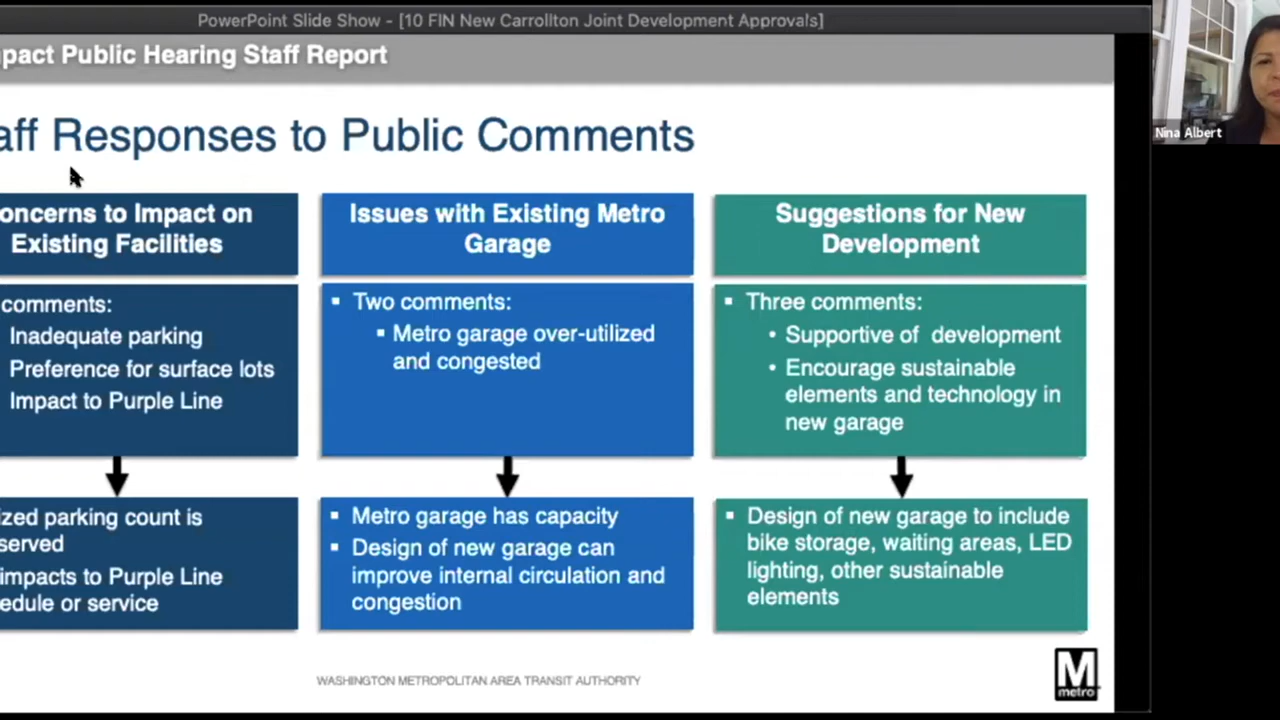 PowerPoint Slide Show - [10 FIN New Carrollton Joint Development Approvals]
mpact Public Hearing Staff Report
Nina Albert
aff Responses to Public Comments
oncerns to Impact on
Existing Facilities
comments:
Inadequate parking
Preference for surface lots
Impact to Purple Line
ized parking count is
served
impacts to Purple Line
edule or service
Issues with Existing Metro
Garage
Two comments:
Metro garage over-utilized
and congested
Metro garage has capacity
Design of new garage can
improve internal circulation and
congestion
Suggestions for New
Development
Three comments:
Supportive of development
Encourage sustainable
elements and technology in
new garage
Design of new garage to include
bike storage, waiting areas, LED
lighting, other sustainable
elements
WASHINGTON METROPOLITAN AREA TRANSIT AUTHORITY
M
metro